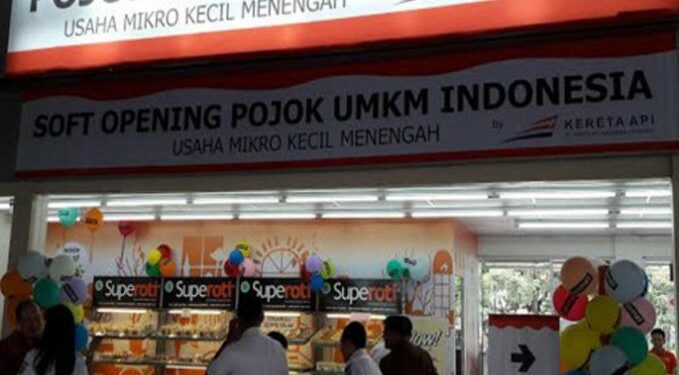 POJOK
USAHA MIKRO KECIL MENENGAH
SOFT OPENING POJOK UMKM INDONESIA
USAHA MIKRO KECIL MENENGAH
by KERETA API
Superoti Superoti Superoti Superoti